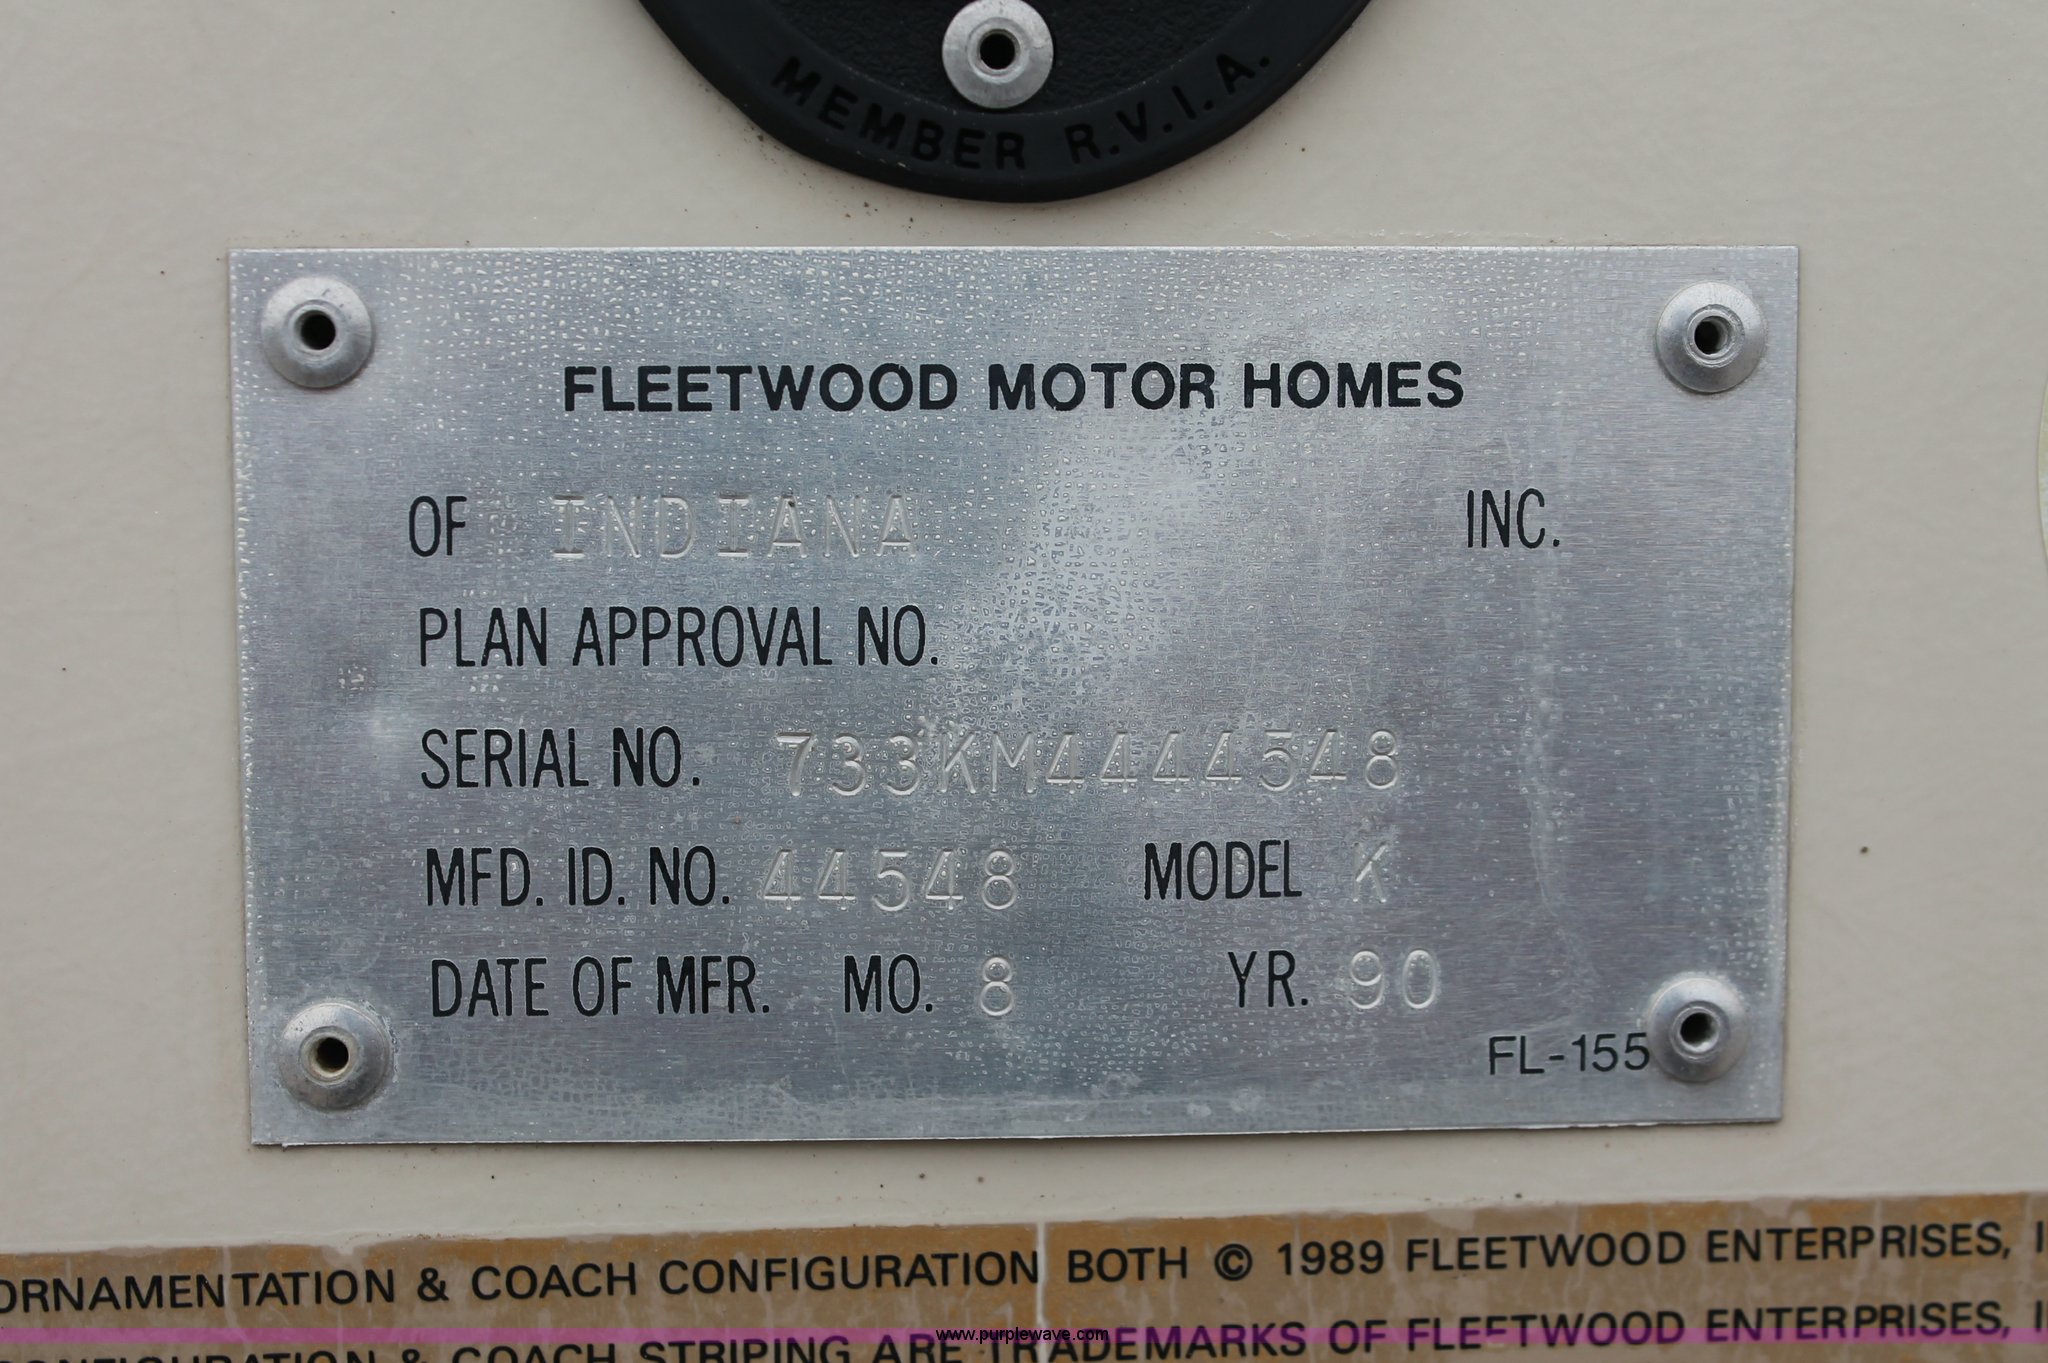 MEMBER R.V.I.A.
FLEETWOOD MOTOR HOMES
OF INDIANA INC.
PLAN APPROVAL NO.
SERIAL NO. 733KM4444548
MFD. ID. NO. 44548 MODEL K
DATE OF MFR. MO. 8 YR. 90
FL-155
ORNAMENTATION & COACH CONFIGURATION BOTH © 1989 FLEETWOOD ENTERPRISES,
CONFIGURATION & COACH STRIPING ARE TRADEMARKS OF FLEETWOOD ENTERPRISES,
www.purplewave.com